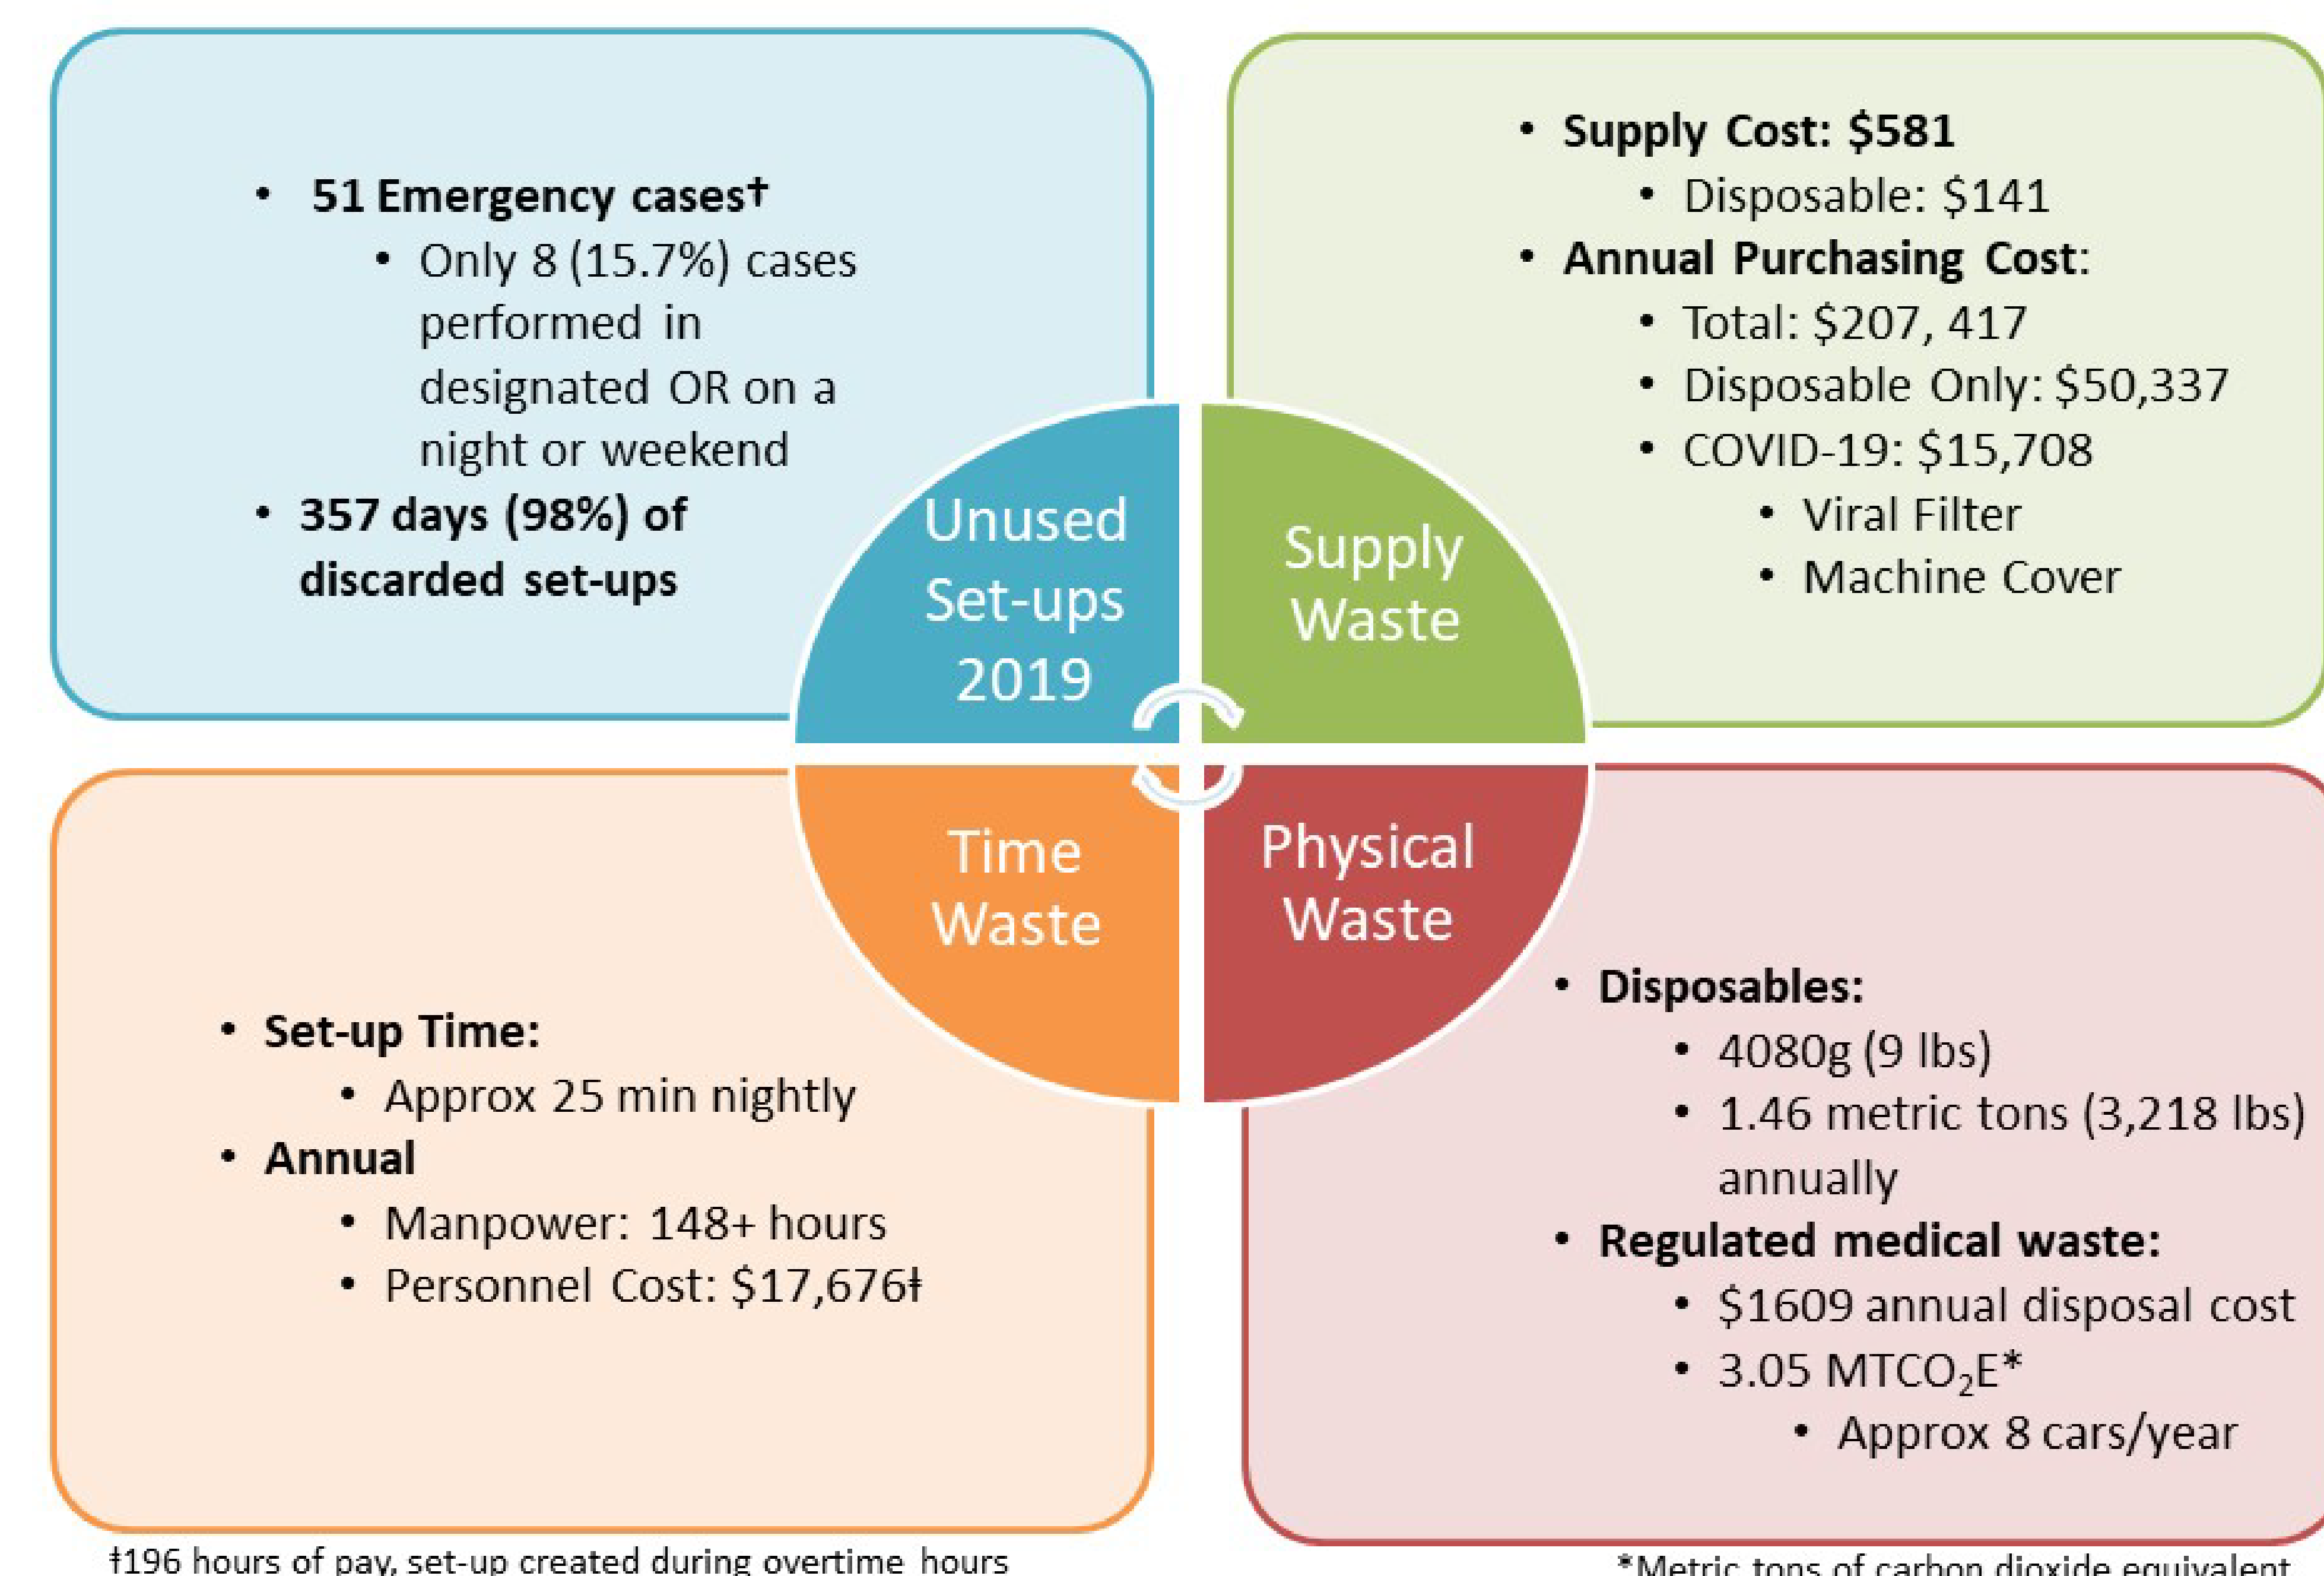 • 51 Emergency cases†
• Only 8 (15.7%) cases
performed in
designated OR on a
night or weekend
• 357 days (98%) of
discarded set-ups
• Supply Cost: $581
• Disposable: $141
• Annual Purchasing Cost:
• Total: $207, 417
• Disposable Only: $50,337
• COVID-19: $15,708
• Viral Filter
• Machine Cover
Unused
Set-ups
2019
Supply
Waste
Time
Waste
Physical
Waste
• Set-up Time:
• Approx 25 min nightly
• Annual
• Manpower: 148+ hours
• Personnel Cost: $17,676ǂ
• Disposables:
• 4080g (9 lbs)
• 1.46 metric tons (3,218 lbs)
annually
• Regulated medical waste:
• $1609 annual disposal cost
• 3.05 MTCO₂E*
• Approx 8 cars/year
ǂ196 hours of pay, set-up created during overtime hours
*Metric tons of carbon dioxide equivalent